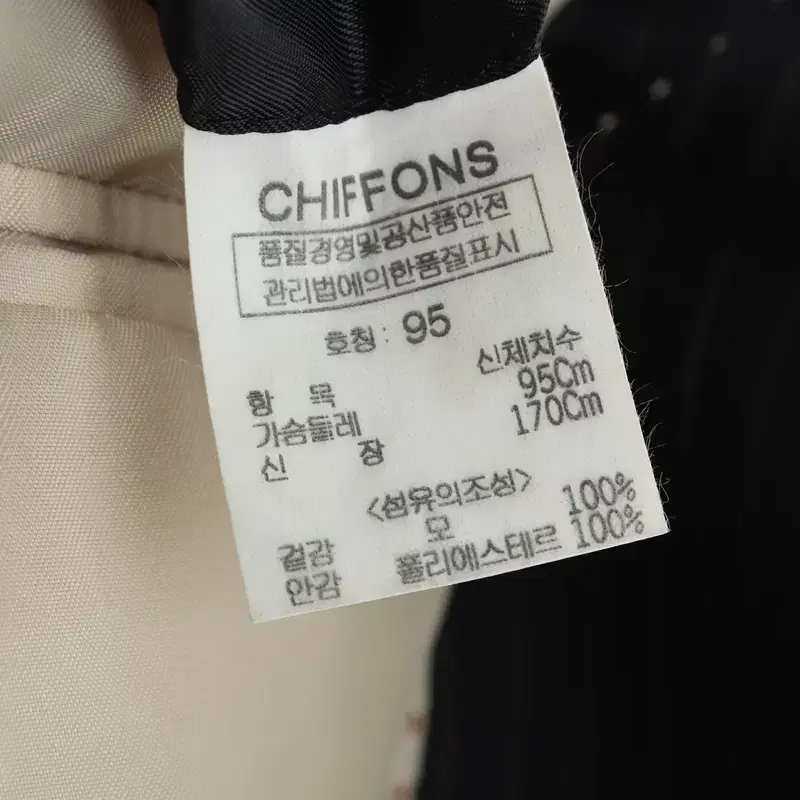 CHIFFONS
품질경영및공산품안전
관리법에의한품질표시
호칭 : 95
항 목 신체치수
가슴둘레 95Cm
신 장 170Cm
<섬유의조성>
겉감 모 100%
안감 폴리에스테르 100%